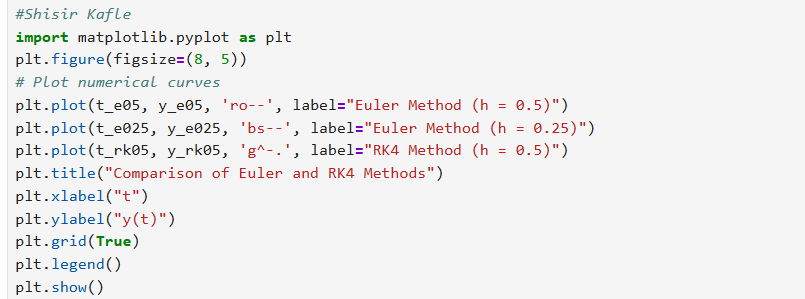 #Shisir Kafle
import matplotlib.pyplot as plt
plt.figure(figsize=(8, 5))
# Plot numerical curves
plt.plot(t_e05, y_e05, 'ro--', label="Euler Method (h = 0.5)")
plt.plot(t_e025, y_e025, 'bs--', label="Euler Method (h = 0.25)")
plt.plot(t_rk05, y_rk05, 'g^-.', label="RK4 Method (h = 0.5)")
plt.title("Comparison of Euler and RK4 Methods")
plt.xlabel("t")
plt.ylabel("y(t)")
plt.grid(True)
plt.legend()
plt.show()